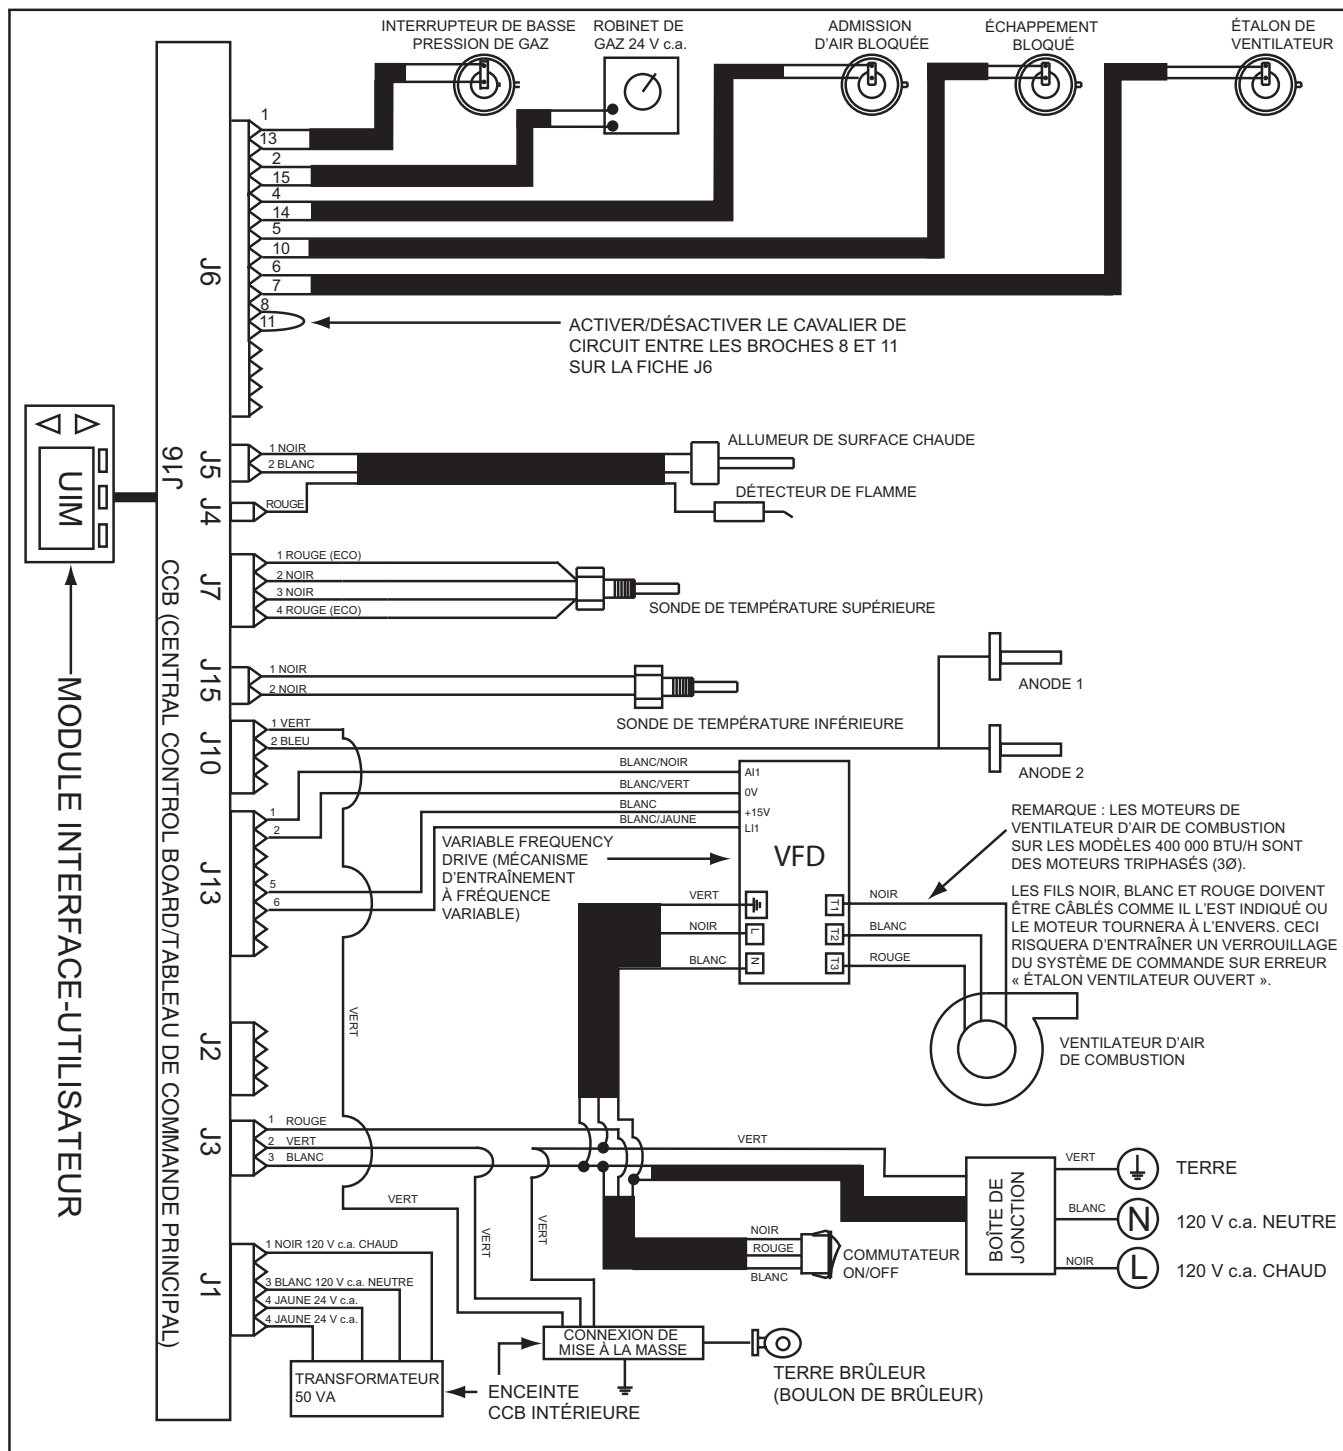 INTERRUPTEUR DE BASSE
PRESSION DE GAZ
ROBINET DE
GAZ 24 V c.a.
ADMISSION
D'AIR BLOQUÉE
ÉCHAPPEMENT
BLOQUÉ
ÉTALON DE
VENTILATEUR
J6
1
13
2
15
4
14
5
10
6
7
8
11
ACTIVER/DÉSACTIVER LE CAVALIER DE
CIRCUIT ENTRE LES BROCHES 8 ET 11
SUR LA FICHE J6
UIM
MODULE INTERFACE-UTILISATEUR
J16
CCB (CENTRAL CONTROL BOARD/TABLEAU DE COMMANDE PRINCIPAL)
J5
1 NOIR
2 BLANC
ALLUMEUR DE SURFACE CHAUDE
J4
ROUGE
DÉTECTEUR DE FLAMME
J7
1 ROUGE (ECO)
2 NOIR
3 NOIR
4 ROUGE (ECO)
SONDE DE TEMPÉRATURE SUPÉRIEURE
J15
1 NOIR
2 NOIR
SONDE DE TEMPÉRATURE INFÉRIEURE
ANODE 1
J10
1 VERT
2 BLEU
ANODE 2
VERT
J13
1
2
5
6
BLANC/NOIR
BLANC/VERT
BLANC
BLANC/JAUNE
AI1
0V
+15V
LI1
VFD
VARIABLE FREQUENCY
DRIVE (MÉCANISME
D'ENTRAÎNEMENT
À FRÉQUENCE
VARIABLE)
VERT
NOIR
BLANC
L
N
T1
T2
T3
NOIR
BLANC
ROUGE
REMARQUE : LES MOTEURS DE
VENTILATEUR D'AIR DE COMBUSTION
SUR LES MODÈLES 400 000 BTU/H SONT
DES MOTEURS TRIPHASÉS (3Ø).
LES FILS NOIR, BLANC ET ROUGE DOIVENT
ÊTRE CÂBLÉS COMME IL L'EST INDIQUÉ OU
LE MOTEUR TOURNERA À L'ENVERS. CECI
RISQUERA D'ENTRAÎNER UN VERROUILLAGE
DU SYSTÈME DE COMMANDE SUR ERREUR
« ÉTALON VENTILATEUR OUVERT ».
VENTILATEUR D'AIR
DE COMBUSTION
J2
J3
1 ROUGE
2 VERT
3 BLANC
VERT
VERT
VERT
VERT
BOÎTE DE
JONCTION
VERT
TERRE
BLANC
N
120 V c.a. NEUTRE
NOIR
L
120 V c.a. CHAUD
NOIR
ROUGE
BLANC
COMMUTATEUR
ON/OFF
J1
1 NOIR 120 V c.a. CHAUD
3 BLANC 120 V c.a. NEUTRE
4 JAUNE 24 V c.a.
4 JAUNE 24 V c.a.
TRANSFORMATEUR
50 VA
CONNEXION DE
MISE À LA MASSE
ENCEINTE
CCB INTÉRIEURE
TERRE BRÛLEUR
(BOULON DE BRÛLEUR)